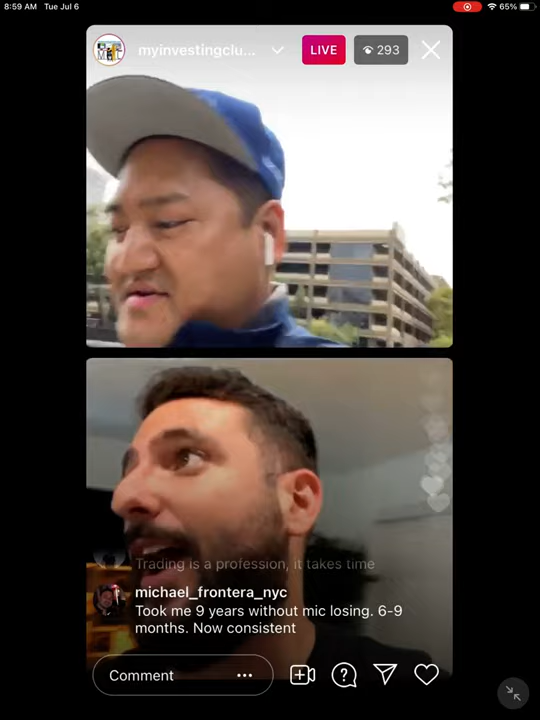 8:59 AM Tue Jul 6
65%
myinvestingclu...
LIVE
293
Trading is a profession, it takes time
michael_frontera_nyc
Took me 9 years without mic losing. 6-9
months. Now consistent
Comment